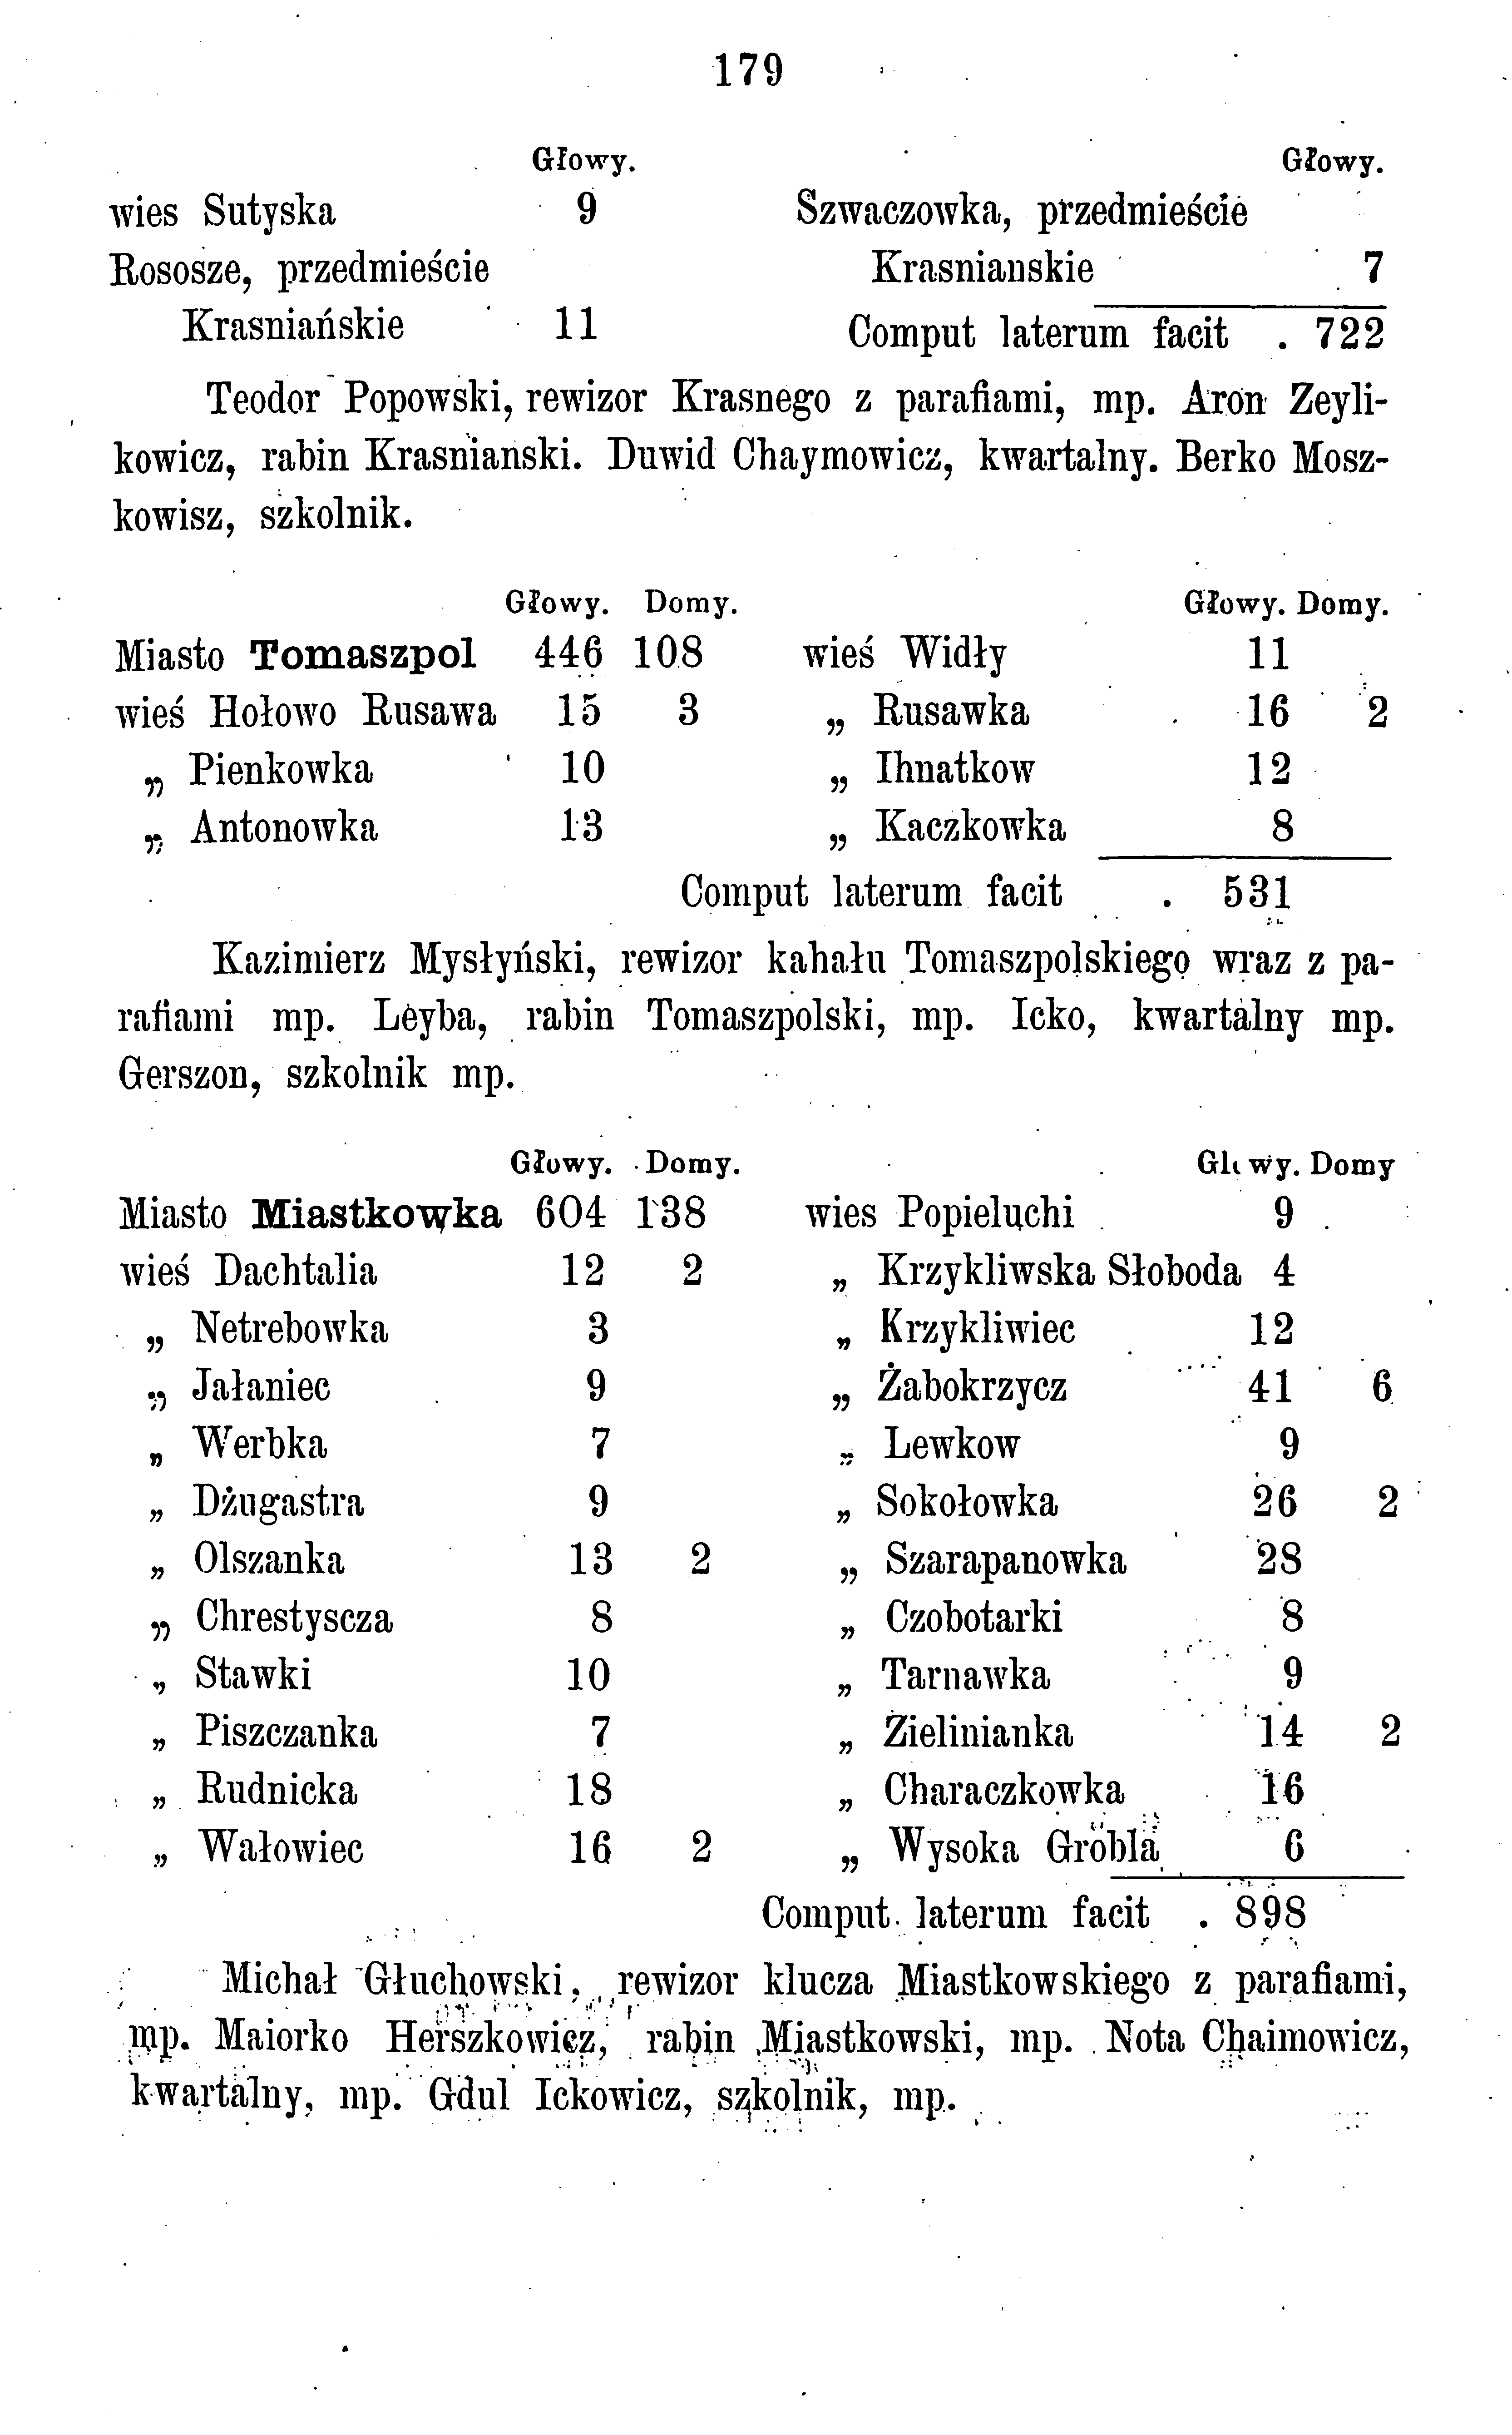 179
Głowy. Głowy.
wies Sutyska 9 Szwaczowka, przedmieście
Rososze, przedmieście Krasnianskie 7
Krasniańskie 11 Comput laterum facit . 722
Teodor Popowski, rewizor Krasnego z parafiami, mp. Aron Zeyli-
kowicz, rabin Krasnianski. Duwid Chaymowicz, kwartalny. Berko Mosz-
kowisz, szkolnik.
Głowy. Domy. Głowy. Domy.
Miasto Tomaszpol 446 108 wieś Widły 11
wieś Hołowo Rusawa 15 3 „ Rusawka 16 2
„ Pienkowka 10 „ Ihnatkow 12
„ Antonowka 13 „ Kaczkowka 8
Comput laterum facit . 531
Kazimierz Mysłyński, rewizor kahału Tomaszpolskiego wraz z pa-
rafiami mp. Leyba, rabin Tomaszpolski, mp. Icko, kwartalny mp.
Gerszon, szkolnik mp.
Głowy. Domy. Głowy. Domy
Miasto Miastkowka 604 138 wies Popieluchi 9
wieś Dachtalia 12 2 „ Krzykliwska Słoboda 4
„ Netrebowka 3 „ Krzykliwiec 12
„ Jałaniec 9 „ Żabokrzycz 41 6
„ Werbka 7 „ Lewkow 9
„ Dżugastra 9 „ Sokołowka 26 2
„ Olszanka 13 2 „ Szarapanowka 28
„ Chrestyscza 8 „ Czobotarki 8
„ Stawki 10 „ Tarnawka 9
„ Piszczanka 7 „ Zielinianka 14 2
„ Rudnicka 18 „ Characzkowka 16
„ Wałowiec 16 2 „ Wysoka Grobla 6
Comput laterum facit . 898
Michał Głuchowski, rewizor klucza Miastkowskiego z parafiami,
mp. Maiorko Herszkowicz, rabin Miastkowski, mp. Nota Chaimowicz,
kwartalny, mp. Gdul Ickowicz, szkolnik, mp.